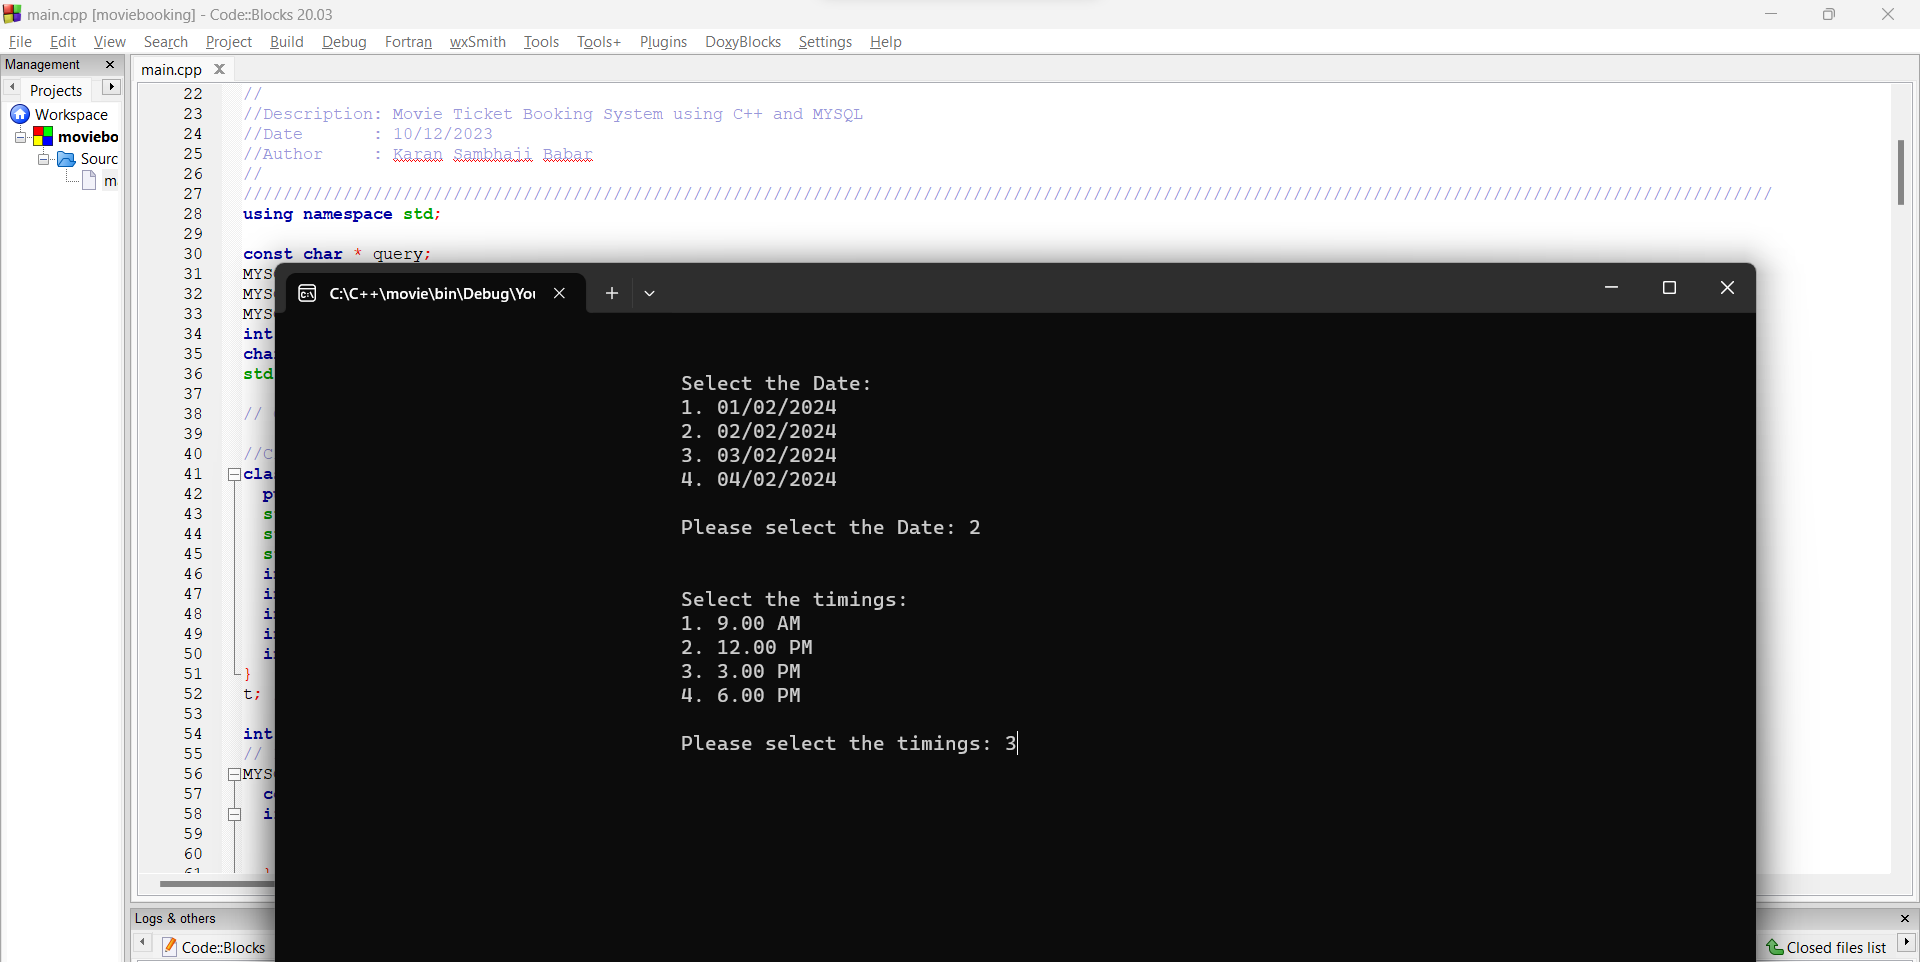 main.cpp [moviebooking] - Code::Blocks 20.03
File Edit View Search Project Build Debug Fortran wxSmith Tools Tools+ Plugins DoxyBlocks Settings Help
Management
main.cpp
Projects
Workspace
moviebo
Sourc
m
22 //
23 //Description: Movie Ticket Booking System using C++ and MYSQL
24 //Date : 10/12/2023
25 //Author : Karan Sambhaji Babar
26 //
27 /////////////////////////////////////////////////////////////////////////////////////////////////////////////////////////////////////////////////////////
28 using namespace std;
29
30 const char * query;
31 MYS
32 MYS
33 MYS
34 int
35 cha
36 std
37
38 //
39
40 //C
41 cla
42 p
43 s
44 s
45 s
46 i
47 i
48 i
49 i
50 i
51 }
52 t;
53
54 int
55 //
56 MYS
57 c
58 i
59
60
61 }
C:\C++\movie\bin\Debug\You
Select the Date:
1. 01/02/2024
2. 02/02/2024
3. 03/02/2024
4. 04/02/2024
Please select the Date: 2
Select the timings:
1. 9.00 AM
2. 12.00 PM
3. 3.00 PM
4. 6.00 PM
Please select the timings: 3
Logs & others
Code::Blocks
Closed files list